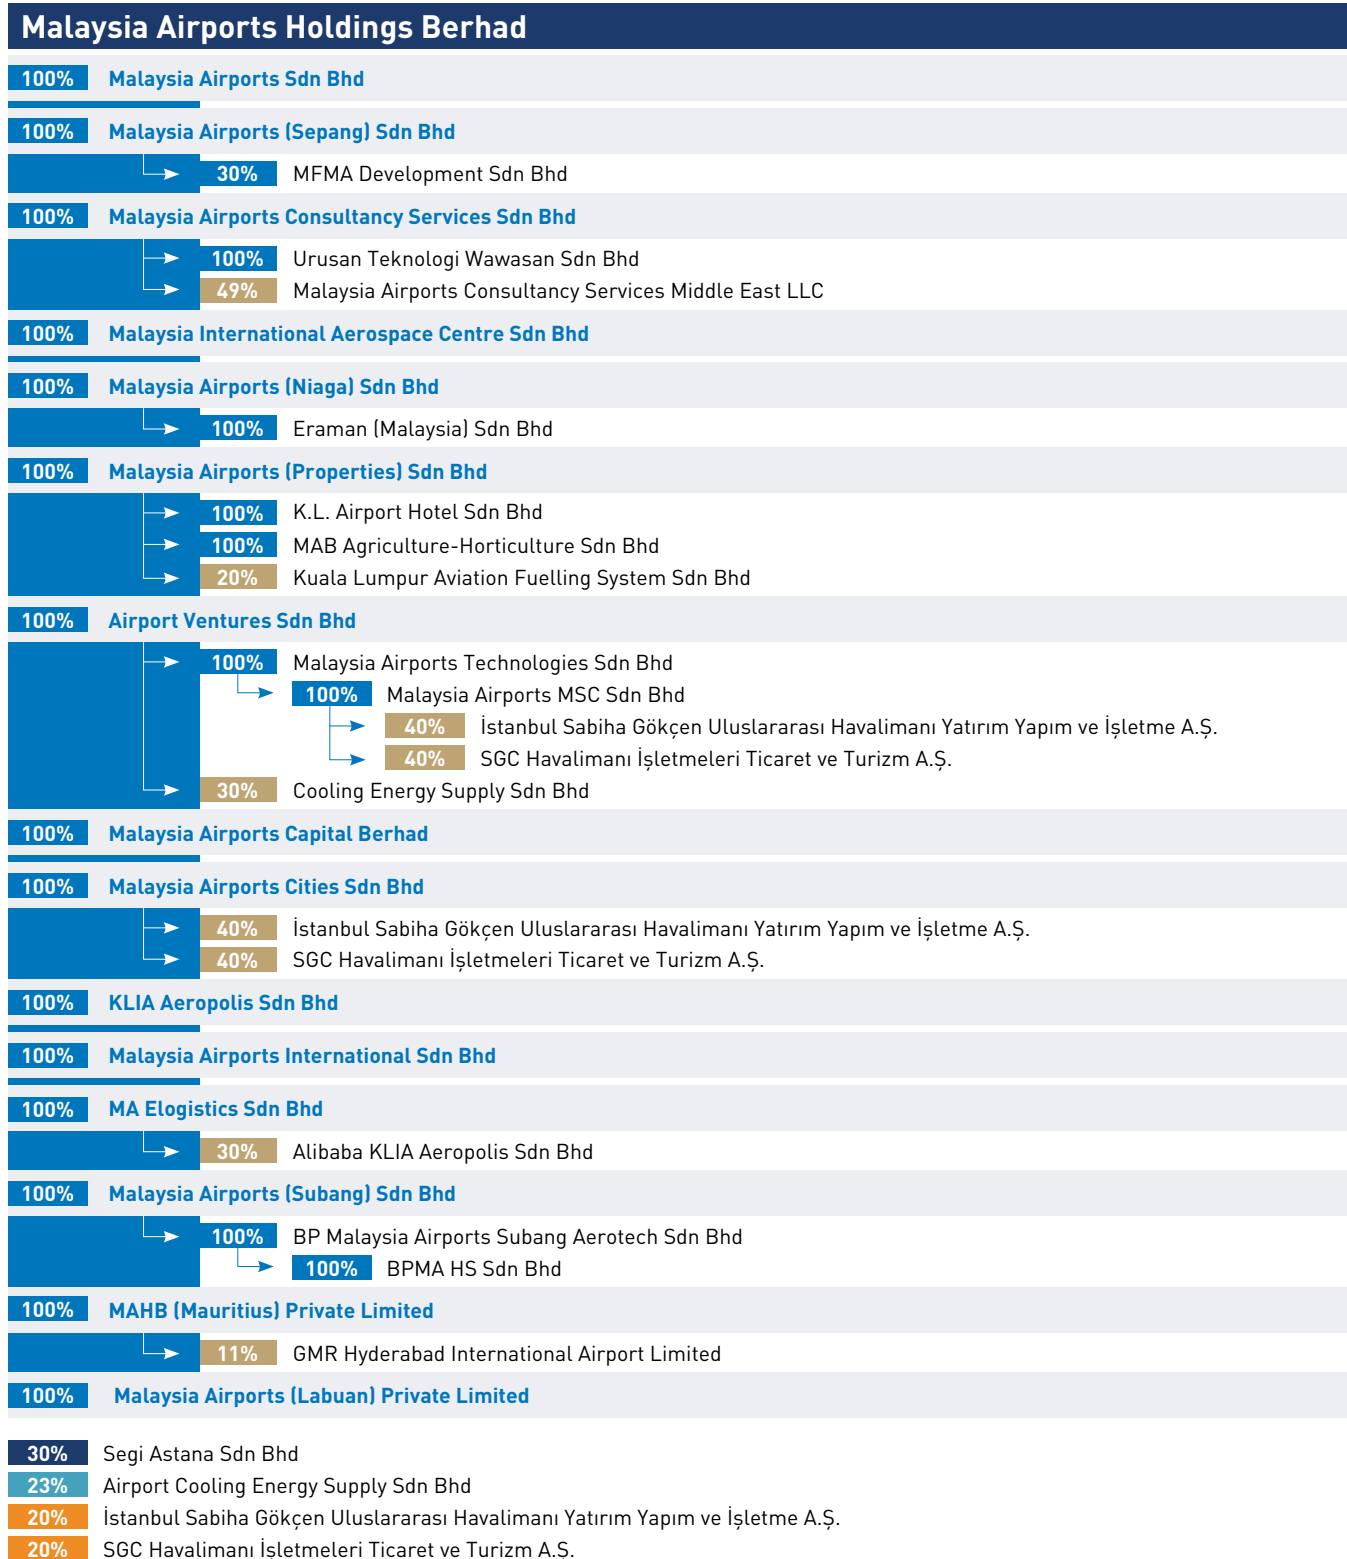 Malaysia Airports Holdings Berhad
100% Malaysia Airports Sdn Bhd
100% Malaysia Airports (Sepang) Sdn Bhd
30% MFMA Development Sdn Bhd
100% Malaysia Airports Consultancy Services Sdn Bhd
100% Urusan Teknologi Wawasan Sdn Bhd
49% Malaysia Airports Consultancy Services Middle East LLC
100% Malaysia International Aerospace Centre Sdn Bhd
100% Malaysia Airports (Niaga) Sdn Bhd
100% Eraman (Malaysia) Sdn Bhd
100% Malaysia Airports (Properties) Sdn Bhd
100% K.L. Airport Hotel Sdn Bhd
100% MAB Agriculture-Horticulture Sdn Bhd
20% Kuala Lumpur Aviation Fuelling System Sdn Bhd
100% Airport Ventures Sdn Bhd
100% Malaysia Airports Technologies Sdn Bhd
100% Malaysia Airports MSC Sdn Bhd
40% İstanbul Sabiha Gökçen Uluslararası Havalimanı Yatırım Yapım ve İşletme A.Ş.
40% SGC Havalimanı İşletmeleri Ticaret ve Turizm A.Ş.
30% Cooling Energy Supply Sdn Bhd
100% Malaysia Airports Capital Berhad
100% Malaysia Airports Cities Sdn Bhd
40% İstanbul Sabiha Gökçen Uluslararası Havalimanı Yatırım Yapım ve İşletme A.Ş.
40% SGC Havalimanı İşletmeleri Ticaret ve Turizm A.Ş.
100% KLIA Aeropolis Sdn Bhd
100% Malaysia Airports International Sdn Bhd
100% MA Elogistics Sdn Bhd
30% Alibaba KLIA Aeropolis Sdn Bhd
100% Malaysia Airports (Subang) Sdn Bhd
100% BP Malaysia Airports Subang Aerotech Sdn Bhd
100% BPMA HS Sdn Bhd
100% MAHB (Mauritius) Private Limited
11% GMR Hyderabad International Airport Limited
100% Malaysia Airports (Labuan) Private Limited
30% Segi Astana Sdn Bhd
23% Airport Cooling Energy Supply Sdn Bhd
20% İstanbul Sabiha Gökçen Uluslararası Havalimanı Yatırım Yapım ve İşletme A.Ş.
20% SGC Havalimanı İşletmeleri Ticaret ve Turizm A.Ş.